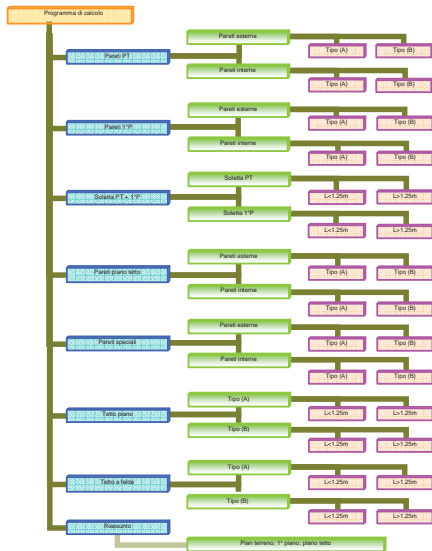 Programma di calcolo
Pareti esterne
Tipo (A) Tipo (B)
Pareti PT
Pareti interne
Tipo (A) Tipo (B)
Pareti esterne
Tipo (A) Tipo (B)
Pareti 1°P
Pareti interne
Tipo (A) Tipo (B)
Soletta PT
L<1.25m L>1.25m
Soletta PT + 1°P
Soletta 1°P
L<1.25m L>1.25m
Pareti esterne
Tipo (A) Tipo (B)
Pareti piano tetto
Pareti interne
Tipo (A) Tipo (B)
Pareti esterne
Tipo (A) Tipo (B)
Pareti speciali
Pareti interne
Tipo (A) Tipo (B)
Tipo (A)
L<1.25m L>1.25m
Tetto piano
Tipo (B)
L<1.25m L>1.25m
Tipo (A)
L<1.25m L>1.25m
Tetto a falde
Tipo (B)
L<1.25m L>1.25m
Riassunto
Pian terreno; 1° piano; piano tetto